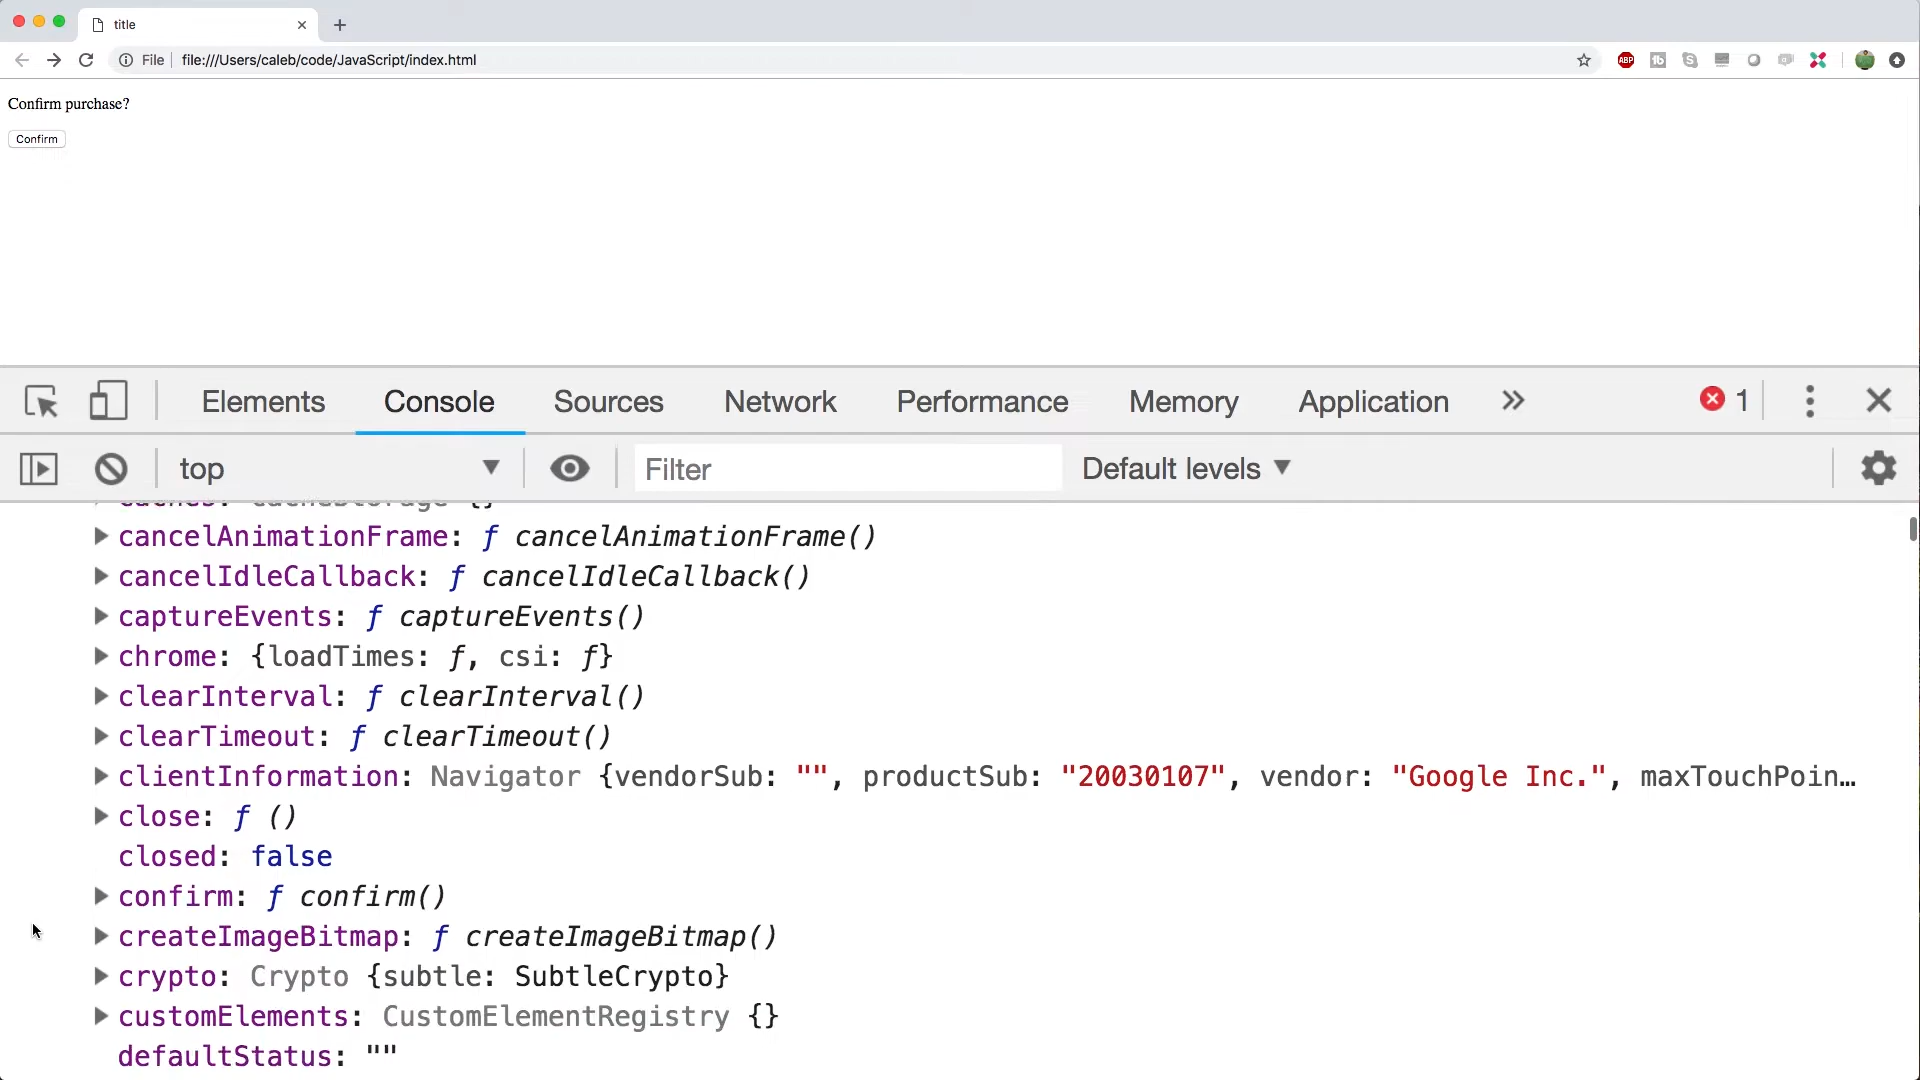 title
File file:///Users/caleb/code/JavaScript/index.html
ABP
Confirm purchase?
Confirm
Elements Console Sources Network Performance Memory Application 1
top Filter Default levels
cancelAnimationFrame: ƒ cancelAnimationFrame()
cancelIdleCallback: ƒ cancelIdleCallback()
captureEvents: ƒ captureEvents()
chrome: {loadTimes: ƒ, csi: ƒ}
clearInterval: ƒ clearInterval()
clearTimeout: ƒ clearTimeout()
clientInformation: Navigator {vendorSub: "", productSub: "20030107", vendor: "Google Inc.", maxTouchPoin…
close: ƒ ()
closed: false
confirm: ƒ confirm()
createImageBitmap: ƒ createImageBitmap()
crypto: Crypto {subtle: SubtleCrypto}
customElements: CustomElementRegistry {}
defaultStatus: ""